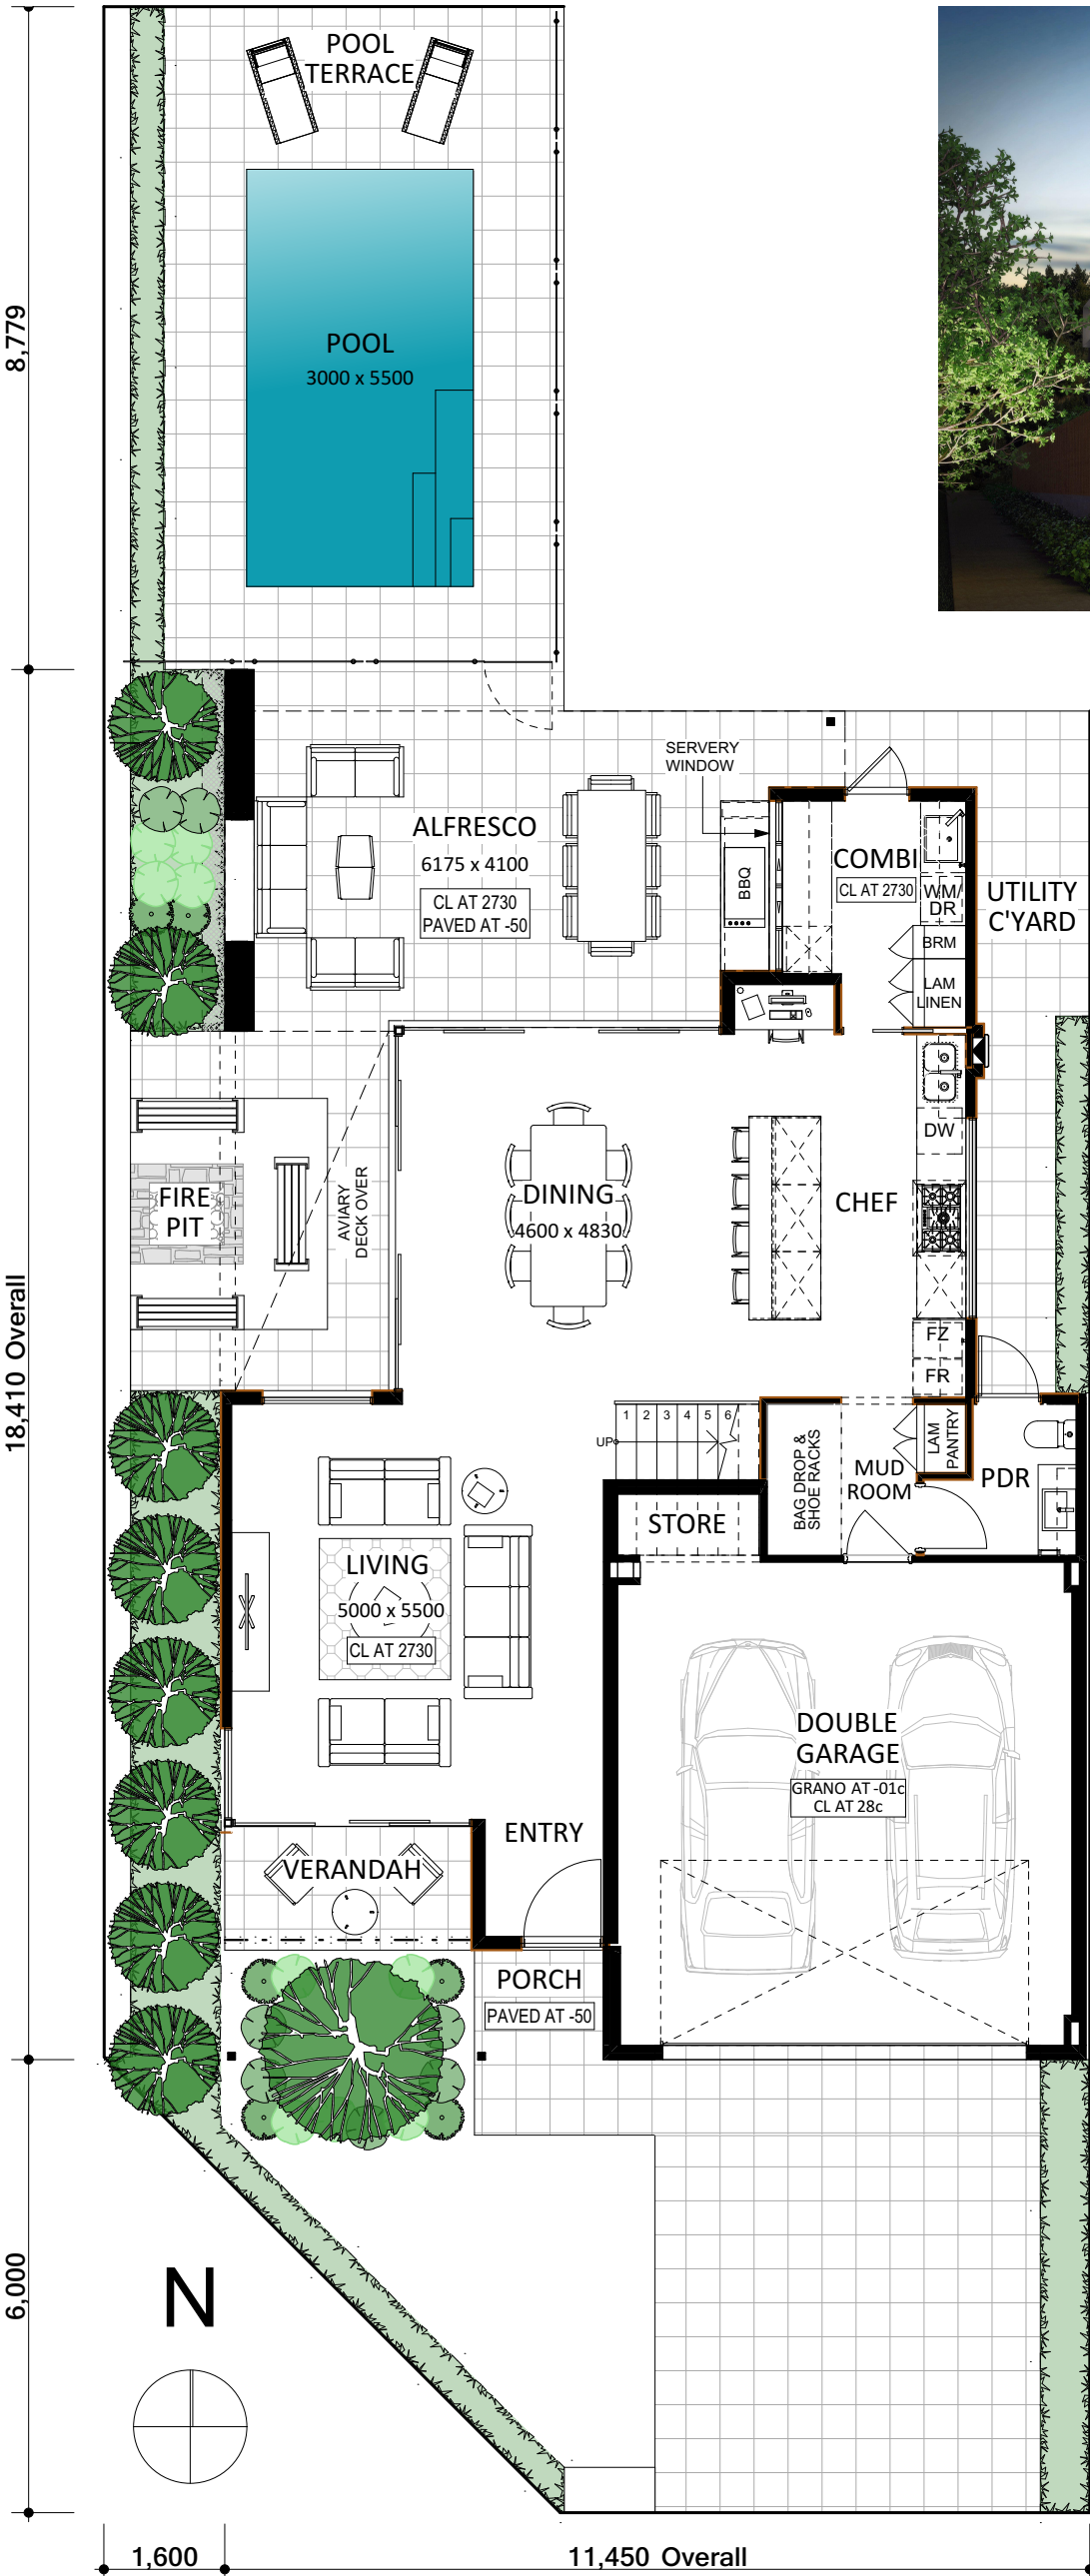 POOL
TERRACE
8,779
POOL
3000 x 5500
SERVERY
WINDOW
ALFRESCO
6175 x 4100
CL AT 2730
PAVED AT -50
BBQ
COMBI
CL AT 2730
WM/
DR
BRM
LAM
LINEN
UTILITY
C'YARD
18,410 Overall
FIRE
PIT
AVIARY
DECK OVER
DINING
4600 x 4830
CHEF
DW
FZ
FR
UP
1 2 3 4 5 6
BAG DROP &
SHOE RACKS
MUD
ROOM
LAM
PANTRY
PDR
STORE
LIVING
5000 x 5500
CL AT 2730
DOUBLE
GARAGE
GRANO AT -01c
CL AT 28c
ENTRY
VERANDAH
PORCH
PAVED AT -50
6,000
N
1,600
11,450 Overall